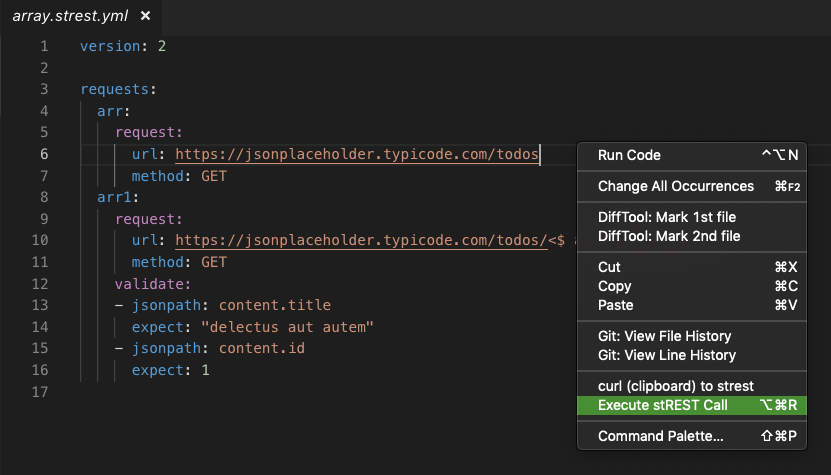 array.strest.yml ×
1 version: 2
2
3 requests:
4 arr:
5 request:
6 url: https://jsonplaceholder.typicode.com/todos
7 method: GET
8 arr1:
9 request:
10 url: https://jsonplaceholder.typicode.com/todos/<$
11 method: GET
12 validate:
13 - jsonpath: content.title
14 expect: "delectus aut autem"
15 - jsonpath: content.id
16 expect: 1
17
Run Code ^⌥N
Change All Occurrences ⌘F2
DiffTool: Mark 1st file
DiffTool: Mark 2nd file
Cut ⌘X
Copy ⌘C
Paste ⌘V
Git: View File History
Git: View Line History
curl (clipboard) to strest
Execute stREST Call ⌥⌘R
Command Palette... ⇧⌘P